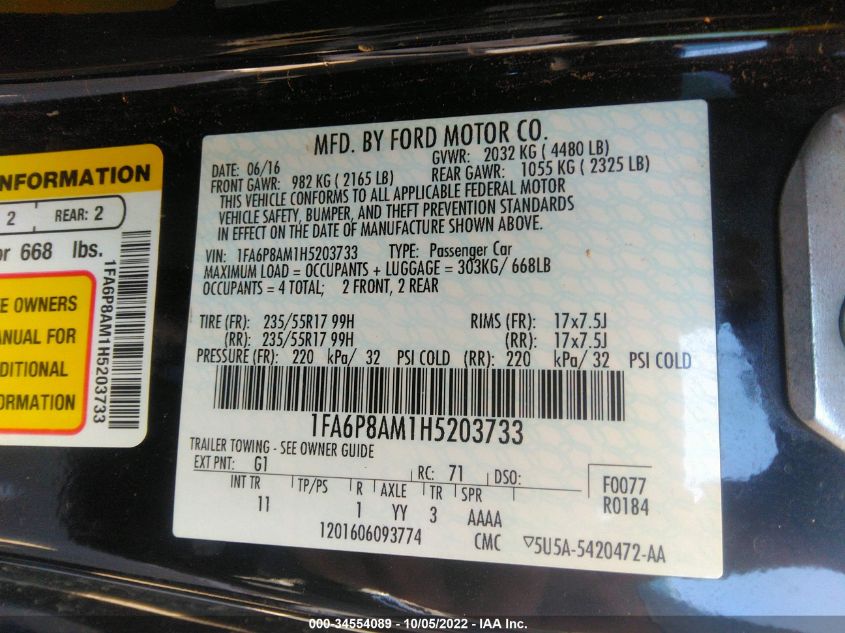 INFORMATION
2 REAR: 2
or 668 lbs.
E OWNERS
ANUAL FOR
DITIONAL
ORMATION
1FA6P8AM1H5203733
MFD. BY FORD MOTOR CO.
DATE: 06/16 GVWR: 2032 KG ( 4480 LB)
FRONT GAWR: 982 KG ( 2165 LB) REAR GAWR: 1055 KG ( 2325 LB)
THIS VEHICLE CONFORMS TO ALL APPLICABLE FEDERAL MOTOR
VEHICLE SAFETY, BUMPER, AND THEFT PREVENTION STANDARDS
IN EFFECT ON THE DATE OF MANUFACTURE SHOWN ABOVE.
VIN: 1FA6P8AM1H5203733 TYPE: Passenger Car
MAXIMUM LOAD = OCCUPANTS + LUGGAGE = 303KG/ 668LB
OCCUPANTS = 4 TOTAL; 2 FRONT, 2 REAR
TIRE (FR): 235/55R17 99H RIMS (FR): 17x7.5J
(RR): 235/55R17 99H (RR): 17x7.5J
PRESSURE (FR): 220 kPa/ 32 PSI COLD (RR): 220 kPa/ 32 PSI COLD
1FA6P8AM1H5203733
TRAILER TOWING - SEE OWNER GUIDE
EXT PNT: G1 RC: 71 DSO: F0077
INT TR TP/PS R AXLE TR SPR R0184
11 1 YY 3 AAAA
1201606093774 CMC ▽5U5A-5420472-AA
000-34554089 - 10/05/2022 - IAA Inc.